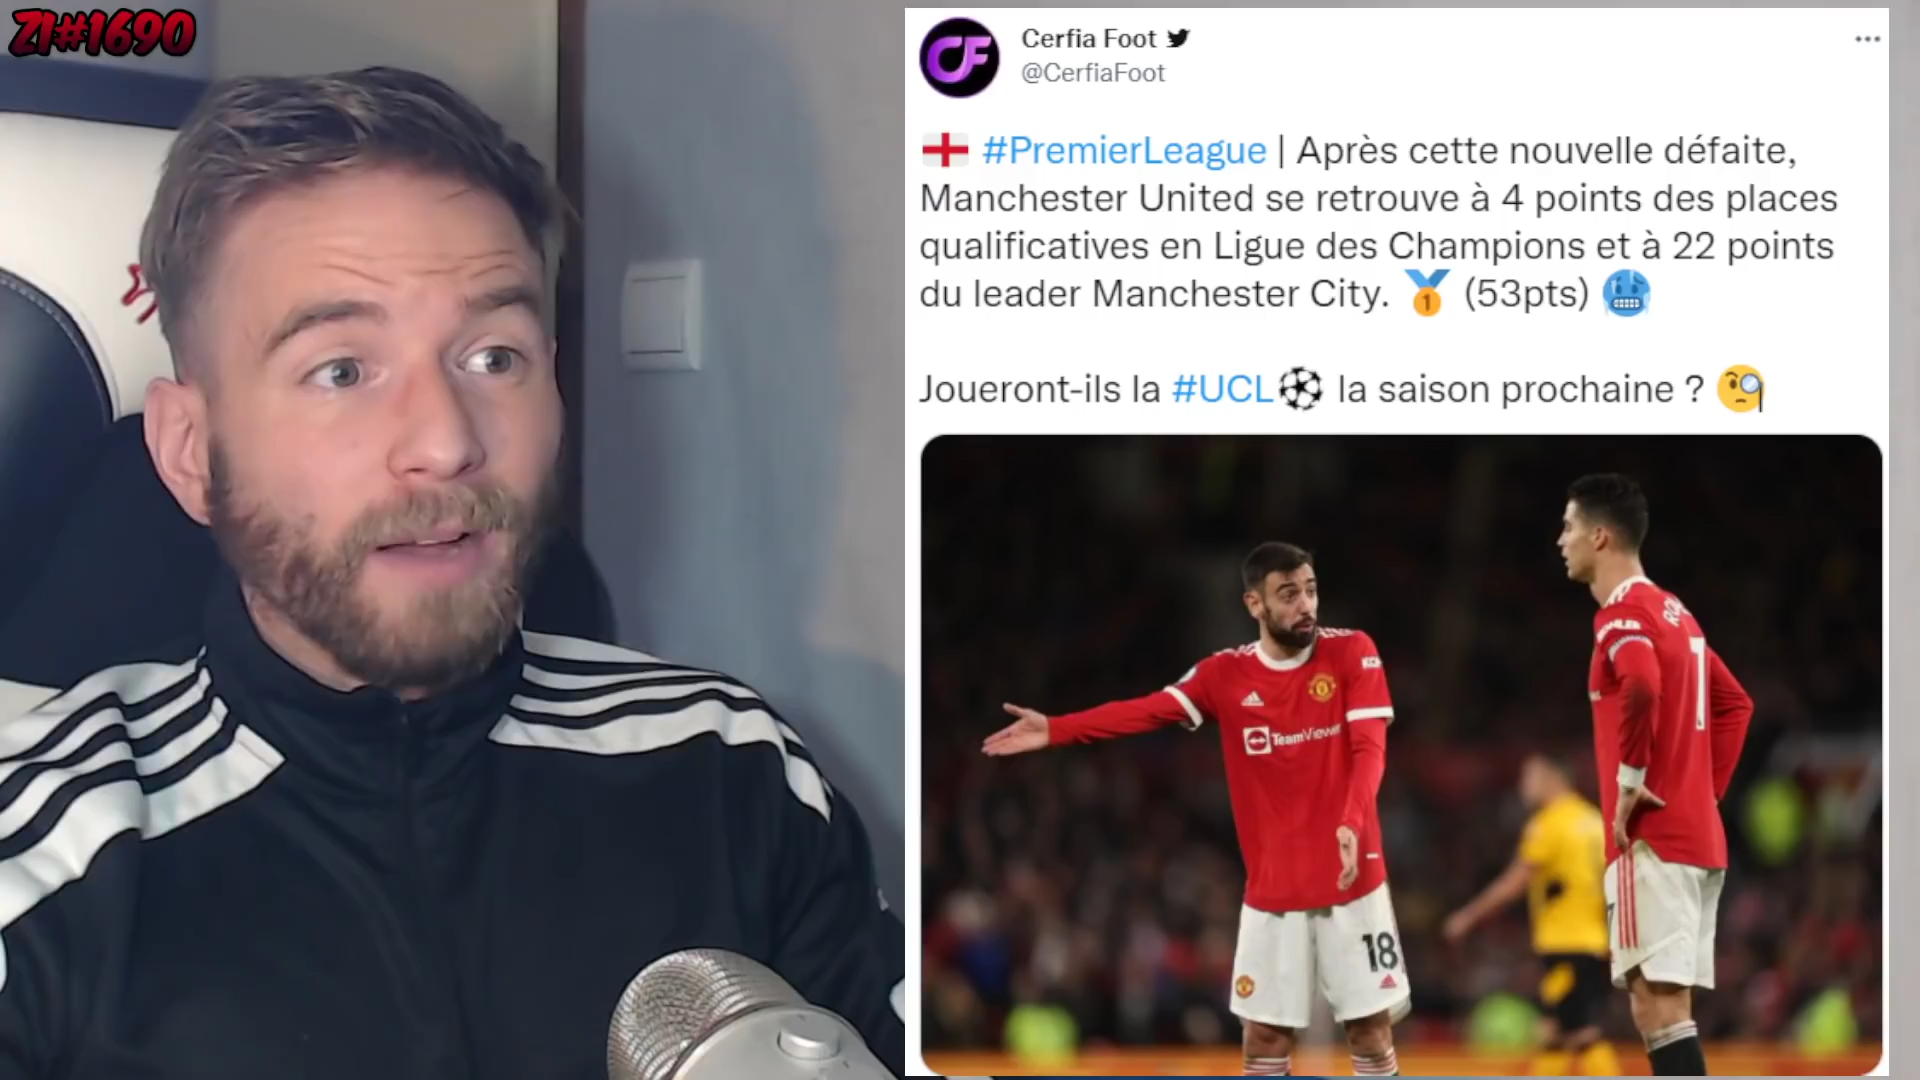 ZI#1690
CF
Cerfia Foot
@CerfiaFoot
#PremierLeague | Après cette nouvelle défaite,
Manchester United se retrouve à 4 points des places
qualificatives en Ligue des Champions et à 22 points
du leader Manchester City. 🥇 (53pts) 🥶
Joueront-ils la #UCL⚽ la saison prochaine ? 🧐
TeamViewer
18
7